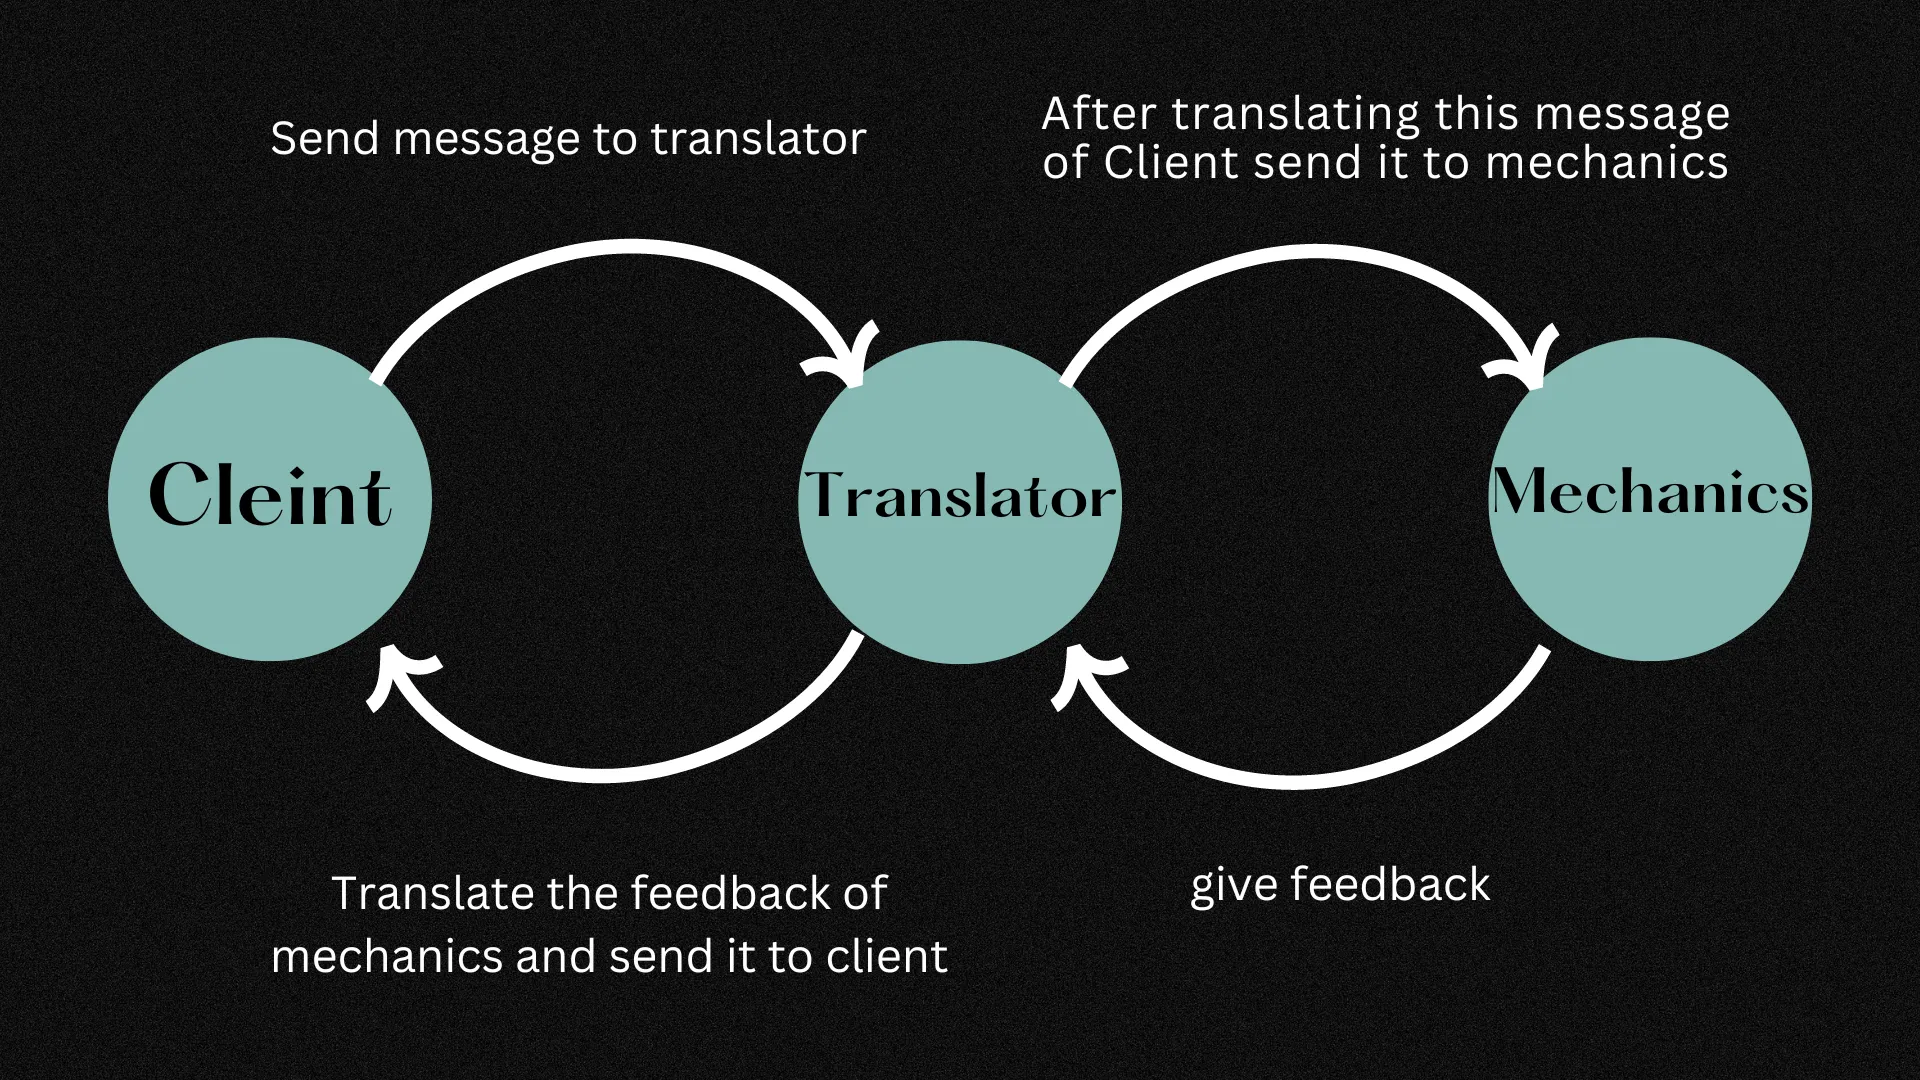 Send message to translator
After translating this message
of Client send it to mechanics
Cleint
Translator
Mechanics
Translate the feedback of
mechanics and send it to client
give feedback